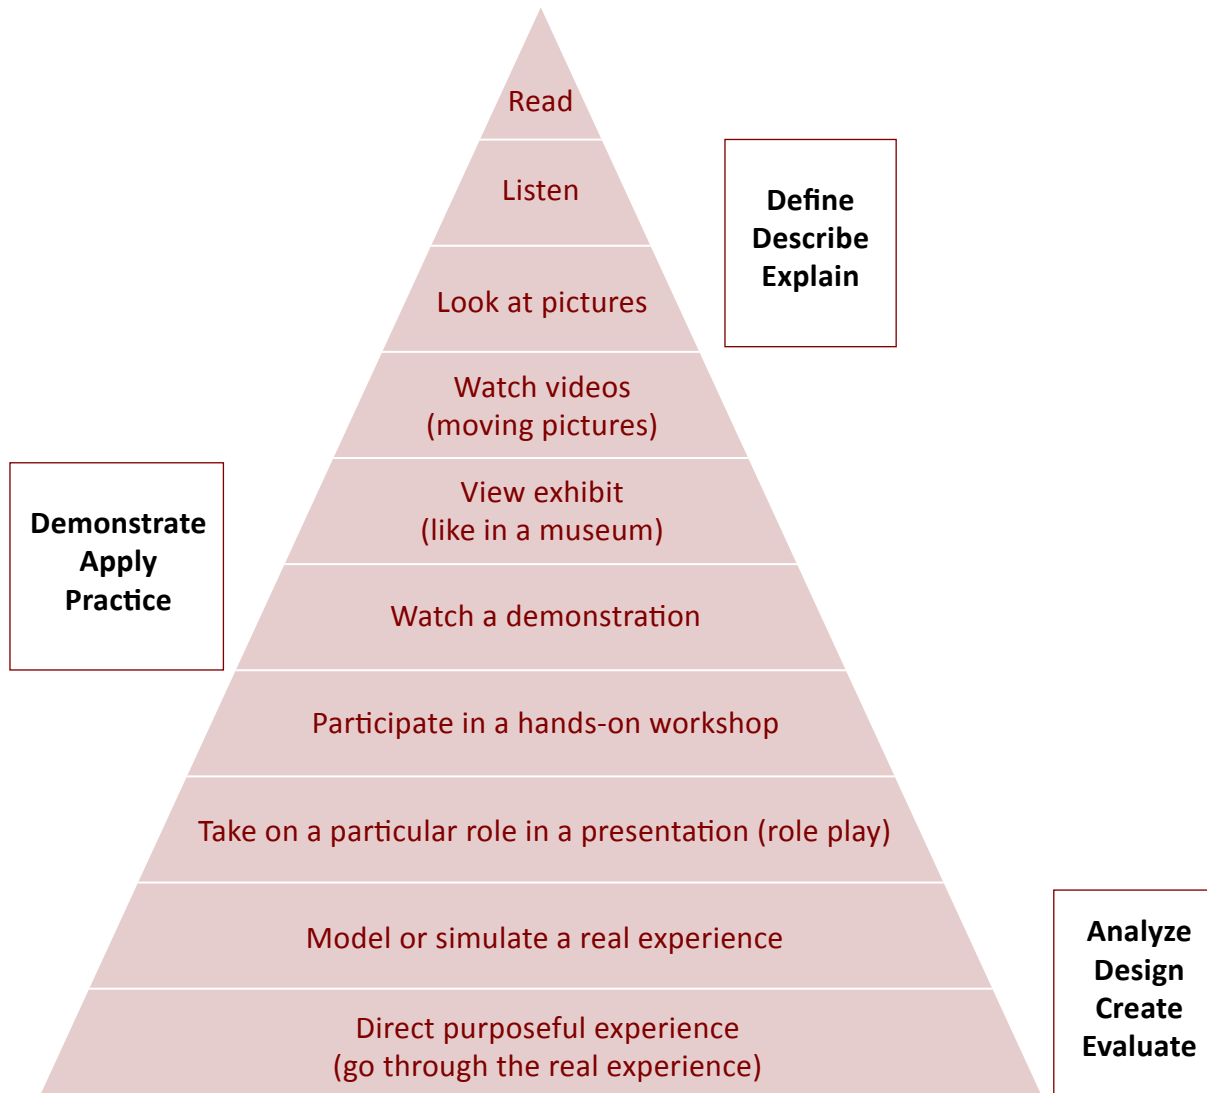 Read
Listen
Define
Describe
Explain
Look at pictures
Watch videos
(moving pictures)
View exhibit
(like in a museum)
Demonstrate
Apply
Practice
Watch a demonstration
Participate in a hands-on workshop
Take on a particular role in a presentation (role play)
Model or simulate a real experience
Analyze
Design
Create
Evaluate
Direct purposeful experience
(go through the real experience)